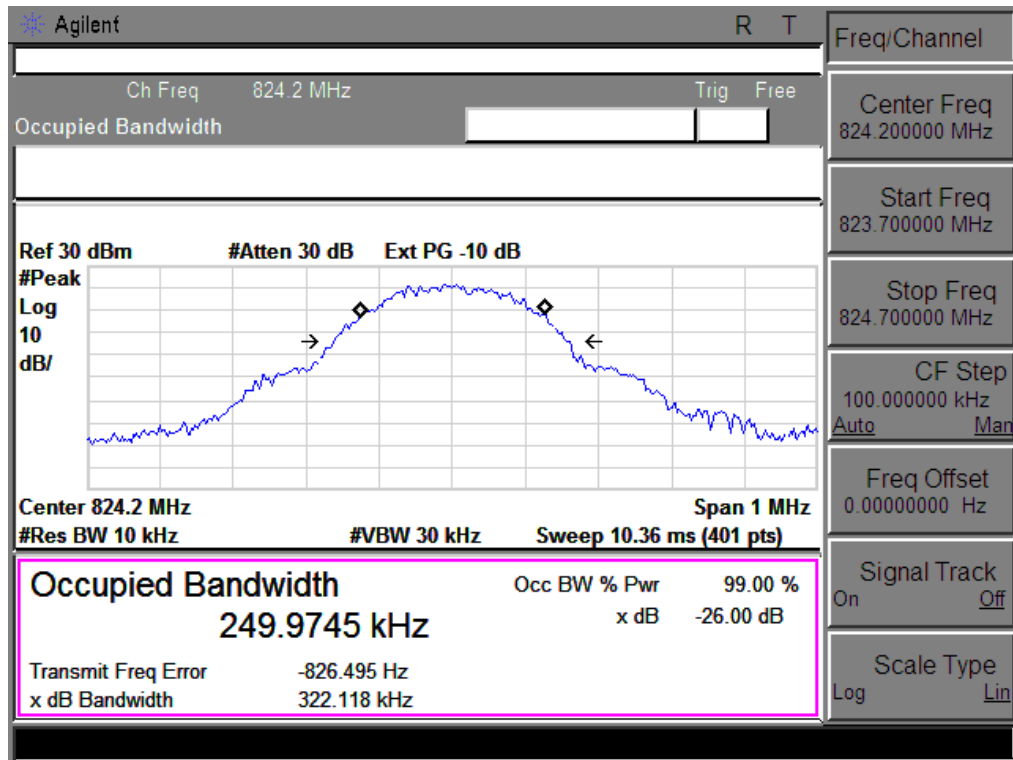 Agilent R T
Ch Freq 824.2 MHz Trig Free
Occupied Bandwidth
Ref 30 dBm #Atten 30 dB Ext PG -10 dB
#Peak
Log
10
dB/
Center 824.2 MHz Span 1 MHz
#Res BW 10 kHz #VBW 30 kHz Sweep 10.36 ms (401 pts)
Occupied Bandwidth Occ BW % Pwr 99.00 %
249.9745 kHz x dB -26.00 dB
Transmit Freq Error -826.495 Hz
x dB Bandwidth 322.118 kHz
Freq/Channel
Center Freq
824.200000 MHz
Start Freq
823.700000 MHz
Stop Freq
824.700000 MHz
CF Step
100.000000 kHz
Auto Man
Freq Offset
0.00000000 Hz
Signal Track
On Off
Scale Type
Log Lin